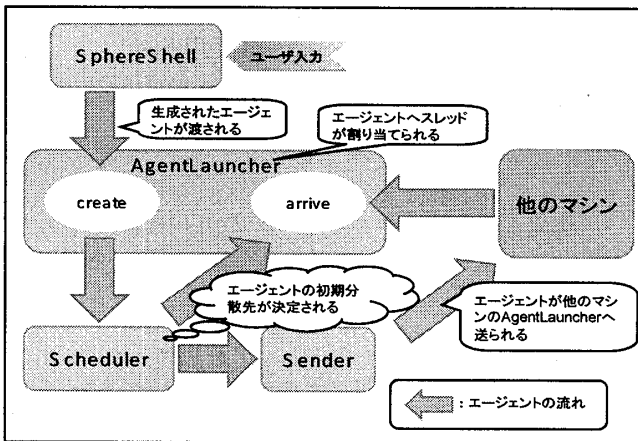 SphereShell
ユーザ入力
生成されたエージェ
ントが渡される
エージェントへスレッド
が割り当てられる
AgentLauncher
create
arrive
他のマシン
エージェントの初期分
散先が決定される
エージェントが他のマシ
ンのAgentLauncherへ
送られる
Scheduler
Sender
:エージェントの流れ